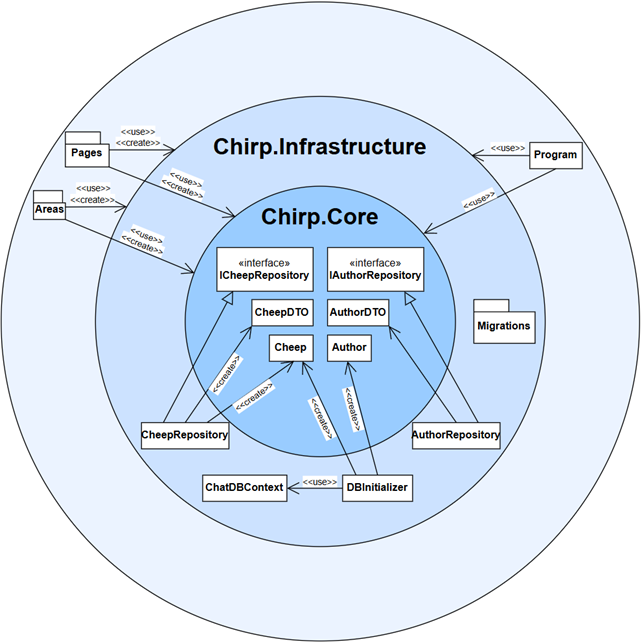 <<use>>
<<create>>
Pages
Chirp.Infrastructure
<<use>>
Program
<<use>>
<<create>>
<<use>>
<<create>>
Areas
<<use>>
Chirp.Core
<<use>>
<<create>>
«interface»
ICheepRepository
«interface»
IAuthorRepository
CheepDTO
AuthorDTO
Migrations
Cheep
Author
<<create>>
<<create>>
<<create>>
<<create>>
CheepRepository
AuthorRepository
ChatDBContext
<<use>>
DBInitializer